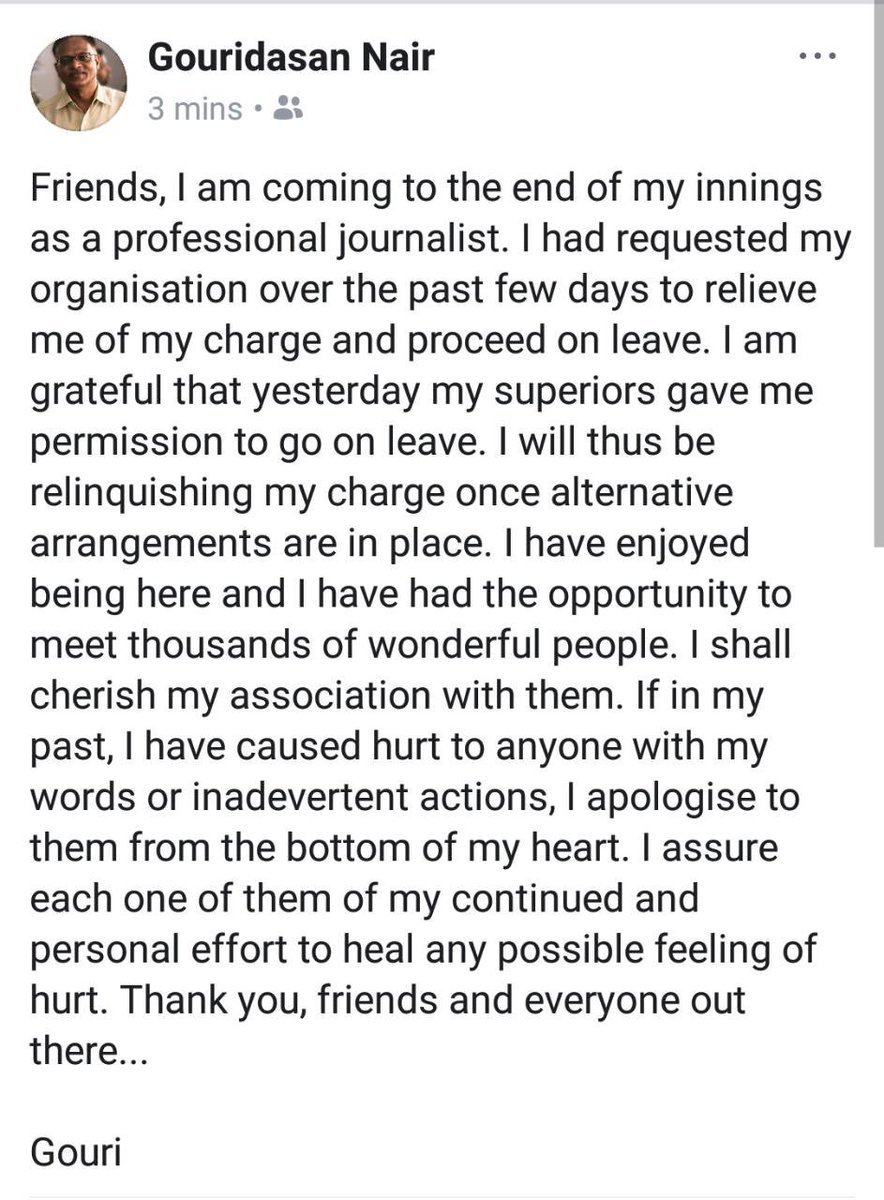 Gouridasan Nair
3 mins •
Friends, I am coming to the end of my innings
as a professional journalist. I had requested my
organisation over the past few days to relieve
me of my charge and proceed on leave. I am
grateful that yesterday my superiors gave me
permission to go on leave. I will thus be
relinquishing my charge once alternative
arrangements are in place. I have enjoyed
being here and I have had the opportunity to
meet thousands of wonderful people. I shall
cherish my association with them. If in my
past, I have caused hurt to anyone with my
words or inadevertent actions, I apologise to
them from the bottom of my heart. I assure
each one of them of my continued and
personal effort to heal any possible feeling of
hurt. Thank you, friends and everyone out
there...
Gouri